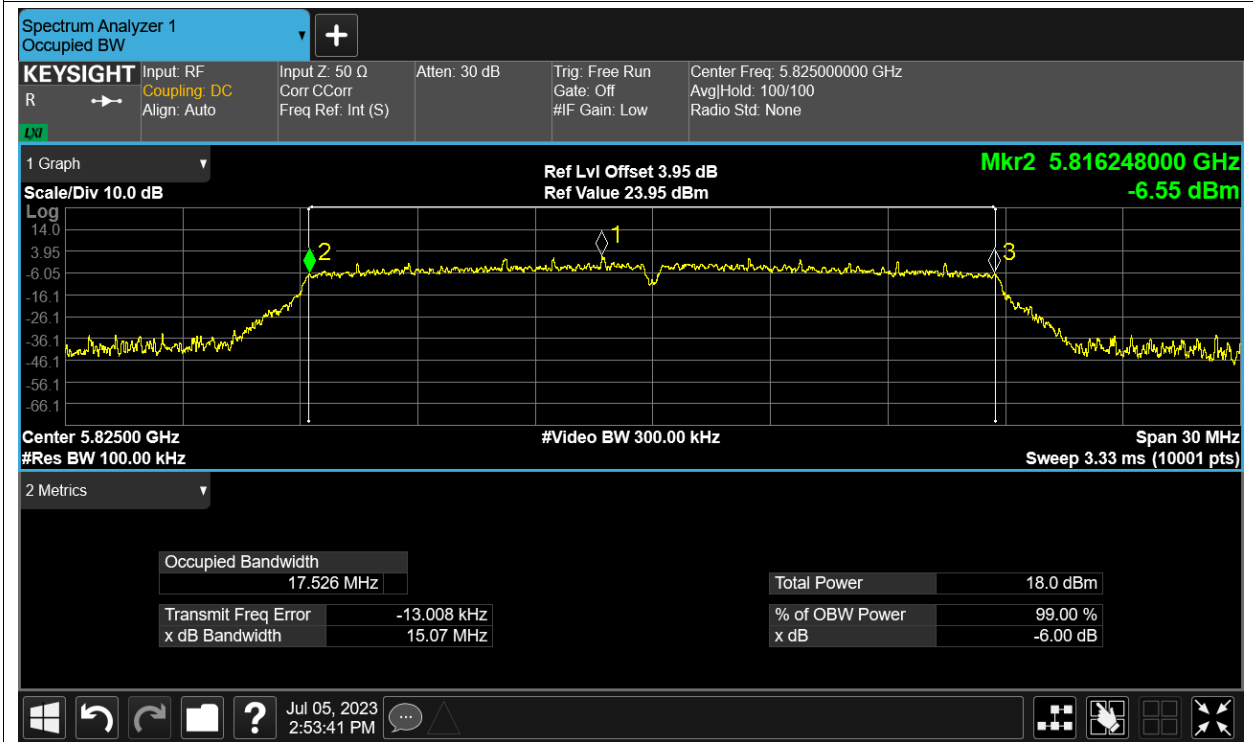 Spectrum Analyzer 1
Occupied BW
KEYSIGHT Input: RF Input Z: 50 Ω Atten: 30 dB Trig: Free Run Center Freq: 5.825000000 GHz
R Coupling: DC Corr CCorr Gate: Off Avg|Hold: 100/100
Align: Auto Freq Ref: Int (S) #IF Gain: Low Radio Std: None
LXI
1 Graph Ref Lvl Offset 3.95 dB Mkr2 5.816248000 GHz
Scale/Div 10.0 dB Ref Value 23.95 dBm -6.55 dBm
Log
14.0
1
3.95
2
3
-6.05
-16.1
-26.1
-36.1
-46.1
-56.1
-66.1
Center 5.82500 GHz #Video BW 300.00 kHz Span 30 MHz
#Res BW 100.00 kHz Sweep 3.33 ms (10001 pts)
2 Metrics
Occupied Bandwidth
17.526 MHz Total Power 18.0 dBm
Transmit Freq Error -13.008 kHz % of OBW Power 99.00 %
x dB Bandwidth 15.07 MHz x dB -6.00 dB
? Jul 05, 2023
2:53:41 PM